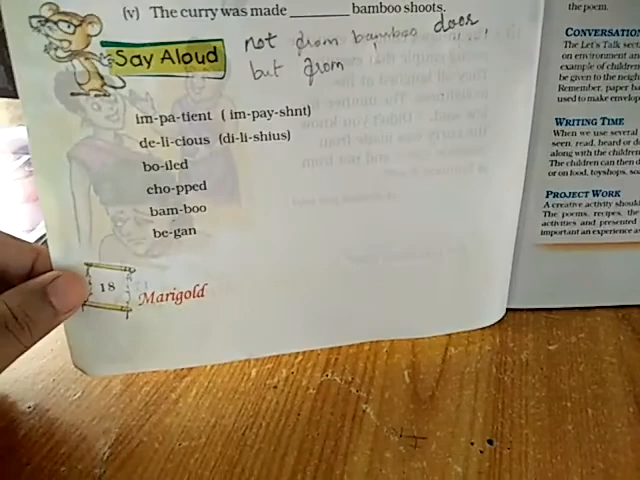 (v) The curry was made ________ bamboo shoots.
not from bamboo door
but from
Say Aloud
im-pa-tient ( im-pay-shnt)
de-li-cious (di-li-shius)
bo-iled
cho-pped
bam-boo
be-gan
18
Marigold
the poem.
CONVERSATION
The Let's Talk
on environment an
example of children
be given to the neigh
Remember, paper ba
used to make envelop
WRITING TIME
When we use several
seen, read, heard or d
along with the children
The children can then d
or on food, toyshops, so
PROJECT WORK
A creative activity should
The poems, recipes, the
activities and presented
important an experience a